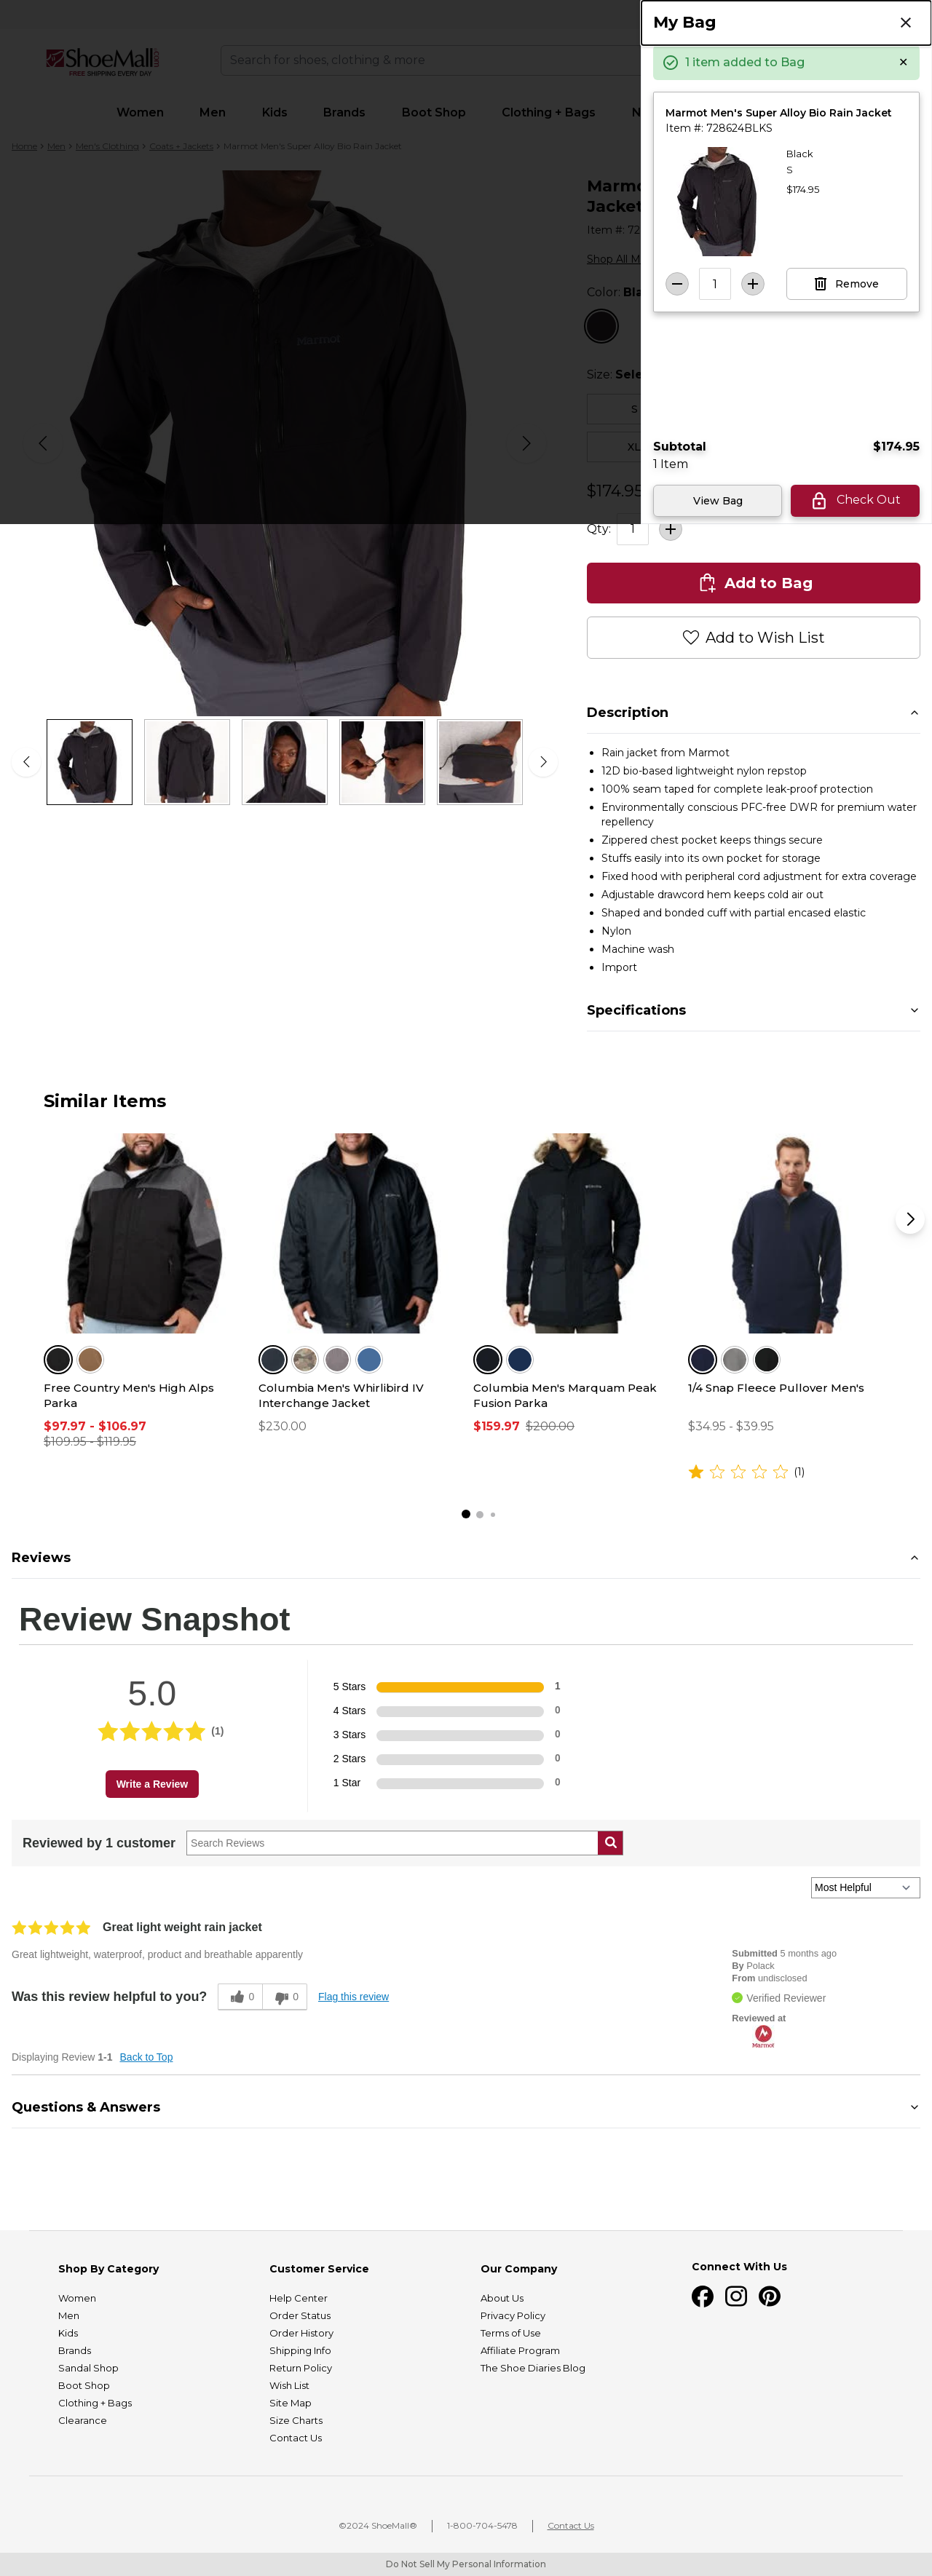 My Bag
1 item added to Bag
ShoeMall
FREE SHIPPING EVERY DAY
Search for shoes, clothing & more
Women Men Kids Brands Boot Shop Clothing + Bags N
Home > Men > Men's Clothing > Coats + Jackets > Marmot Men's Super Alloy Bio Rain Jacket
Marmot Men's Super Alloy Bio Rain Jacket
Item #: 728624BLKS
Black
S
$174.95
1
Remove
Subtotal $174.95
1 Item
View Bag
Check Out
Marmo
Jacket
Item #: 72
Shop All M
Color: Bla
Size: Sele
S
XL
$174.95
Qty: 1
Add to Bag
Add to Wish List
Description
Rain jacket from Marmot
12D bio-based lightweight nylon repstop
100% seam taped for complete leak-proof protection
Environmentally conscious PFC-free DWR for premium water
repellency
Zippered chest pocket keeps things secure
Stuffs easily into its own pocket for storage
Fixed hood with peripheral cord adjustment for extra coverage
Adjustable drawcord hem keeps cold air out
Shaped and bonded cuff with partial encased elastic
Nylon
Machine wash
Import
Specifications
Similar Items
Free Country Men's High Alps
Parka
$97.97 - $106.97
$109.95 - $119.95
Columbia Men's Whirlibird IV
Interchange Jacket
$230.00
Columbia Men's Marquam Peak
Fusion Parka
$159.97 $200.00
1/4 Snap Fleece Pullover Men's
$34.95 - $39.95
(1)
Reviews
Review Snapshot
5.0
(1)
Write a Review
5 Stars 1
4 Stars 0
3 Stars 0
2 Stars 0
1 Star 0
Reviewed by 1 customer
Search Reviews
Most Helpful
Great light weight rain jacket
Great lightweight, waterproof, product and breathable apparently
Submitted 5 months ago
By Polack
From undisclosed
Verified Reviewer
Reviewed at
Marmot
Was this review helpful to you? 0 0 Flag this review
Displaying Review 1-1 Back to Top
Questions & Answers
Shop By Category
Women
Men
Kids
Brands
Sandal Shop
Boot Shop
Clothing + Bags
Clearance
Customer Service
Help Center
Order Status
Order History
Shipping Info
Return Policy
Wish List
Site Map
Size Charts
Contact Us
Our Company
About Us
Privacy Policy
Terms of Use
Affiliate Program
The Shoe Diaries Blog
Connect With Us
©2024 ShoeMall® | 1-800-704-5478 | Contact Us
Do Not Sell My Personal Information